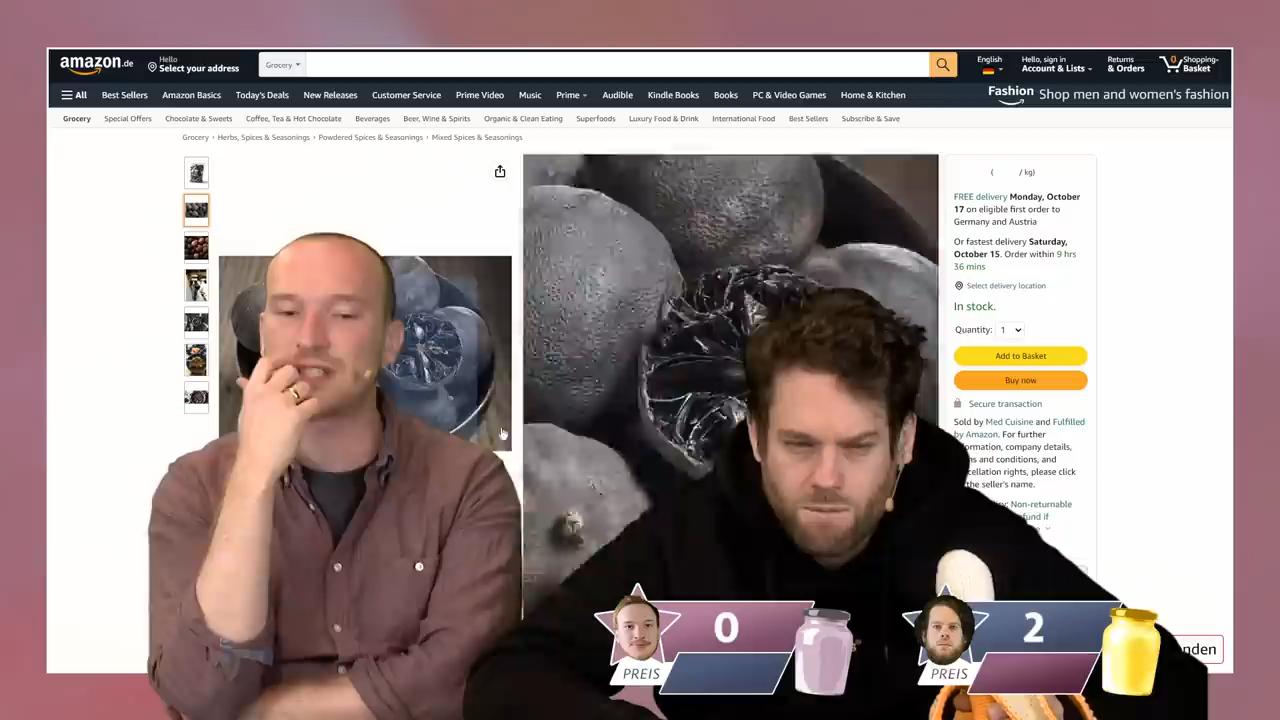 amazon.de
Hello
Select your address
Grocery
English
Hello, sign in
Account & Lists
Returns
& Orders
0
Shopping-
Basket
All
Best Sellers
Amazon Basics
Today's Deals
New Releases
Customer Service
Prime Video
Music
Prime
Audible
Kindle Books
Books
PC & Video Games
Home & Kitchen
Fashion
Shop men and women's fashion
Grocery
Special Offers
Chocolate & Sweets
Coffee, Tea & Hot Chocolate
Beverages
Beer, Wine & Spirits
Organic & Clean Eating
Superfoods
Luxury Food & Drink
International Food
Best Sellers
Subscribe & Save
Grocery › Herbs, Spices & Seasonings › Powdered Spices & Seasonings › Mixed Spices & Seasonings
( / kg)
FREE delivery Monday, October
17 on eligible first order to
Germany and Austria
Or fastest delivery Saturday,
October 15. Order within 9 hrs
36 mins
Select delivery location
In stock.
Quantity: 1
Add to Basket
Buy now
Secure transaction
Sold by Med Cuisine and Fulfilled
by Amazon. For further
ormation, company details,
ms and conditions, and
cellation rights, please click
the seller's name.
Non-returnable
fund if
0
PREIS
2
PREIS
nden